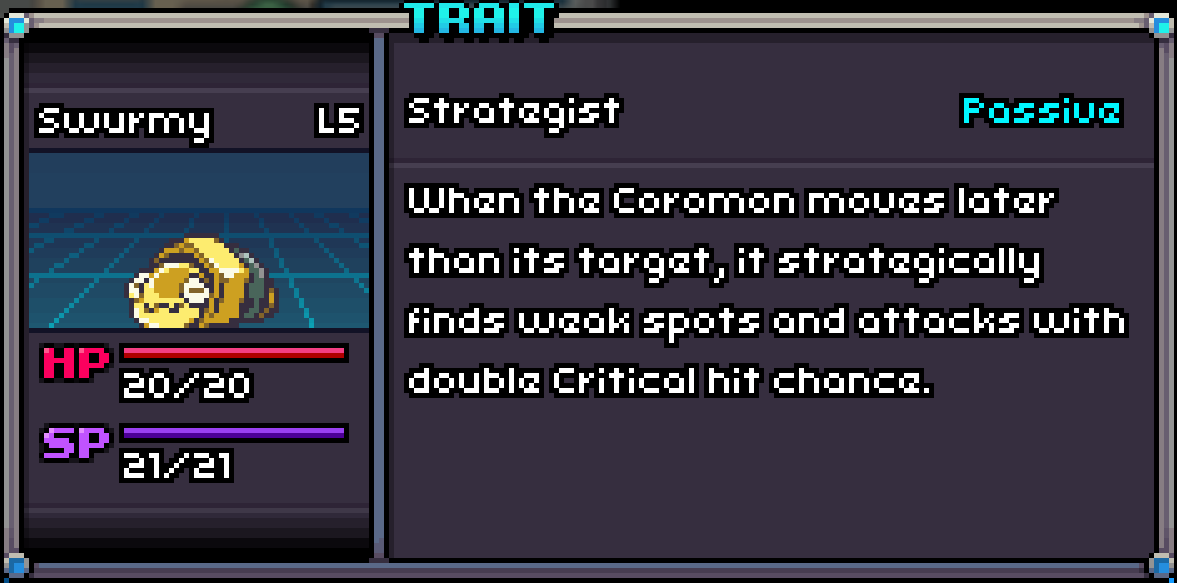 TRAIT
Swurmy L5
HP
20/20
SP
21/21
Strategist Passive
When the Coromon moves later
than its target, it strategically
finds weak spots and attacks with
double Critical hit chance.